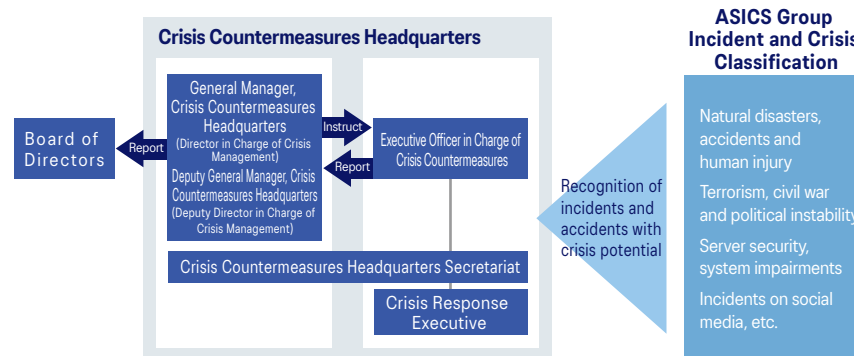 ASICS Group
Incident and Crisis
Classification
Crisis Countermeasures Headquarters
General Manager,
Crisis Countermeasures
Headquarters
(Director in Charge of Crisis
Management)
Deputy General Manager, Crisis
Countermeasures Headquarters
(Deputy Director in Charge of
Crisis Management)
Board of
Directors
Report
Instruct
Report
Executive Officer in Charge of
Crisis Countermeasures
Crisis Countermeasures Headquarters Secretariat
Crisis Response
Executive
Recognition of
incidents and
accidents with
crisis potential
Natural disasters,
accidents and
human injury
Terrorism, civil war
and political instability
Server security,
system impairments
Incidents on social
media, etc.